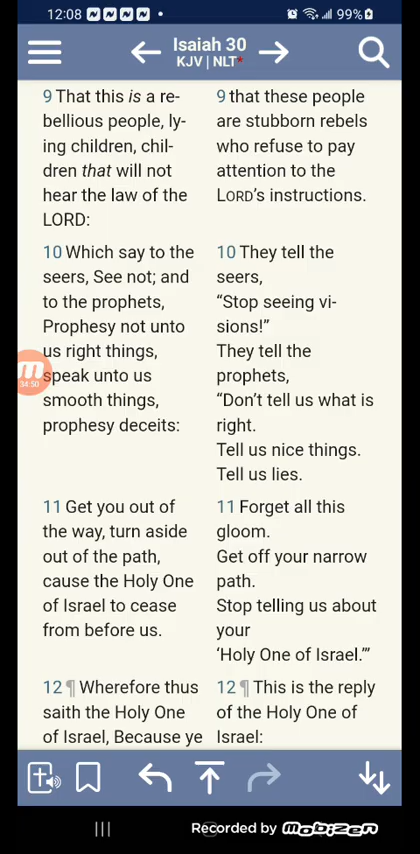 12:08
99%
Isaiah 30
KJV | NLT*
9 That this is a re-
bellious people, ly-
ing children, chil-
dren that will not
hear the law of the
LORD:
9 that these people
are stubborn rebels
who refuse to pay
attention to the
LORD’s instructions.
10 Which say to the
seers, See not; and
to the prophets,
Prophesy not unto
us right things,
speak unto us
smooth things,
prophesy deceits:
10 They tell the
seers,
“Stop seeing vi-
sions!”
They tell the
prophets,
“Don’t tell us what is
right.
Tell us nice things.
Tell us lies.
34:50
11 Get you out of
the way, turn aside
out of the path,
cause the Holy One
of Israel to cease
from before us.
11 Forget all this
gloom.
Get off your narrow
path.
Stop telling us about
your
‘Holy One of Israel.’”
12 ¶ Wherefore thus
saith the Holy One
of Israel, Because ye
12 ¶ This is the reply
of the Holy One of
Israel:
Recorded by mobizen